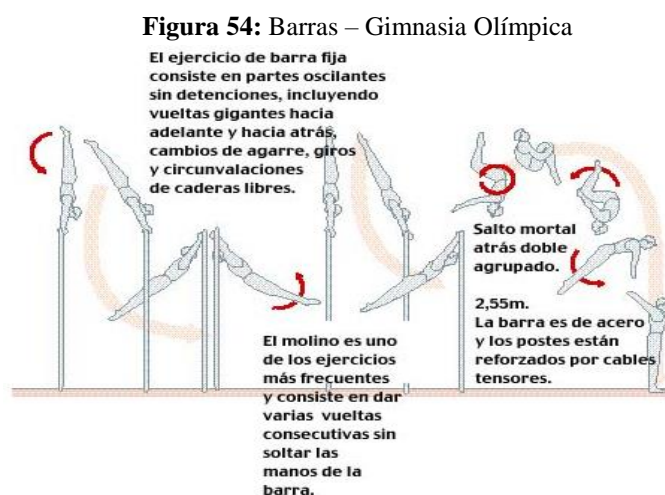 Figura 54: Barras – Gimnasia Olímpica
El ejercicio de barra fija
consiste en partes oscilantes
sin detenciones, incluyendo
vueltas gigantes hacia
adelante y hacia atrás,
cambios de agarre, giros
y circunvalaciones
de caderas libres.
Salto mortal
atrás doble
agrupado.
2,55m.
La barra es de acero
y los postes están
reforzados por cables
tensores.
El molino es uno
de los ejercicios
más frecuentes
y consiste en dar
varias vueltas
consecutivas sin
soltar las
manos de la
barra.